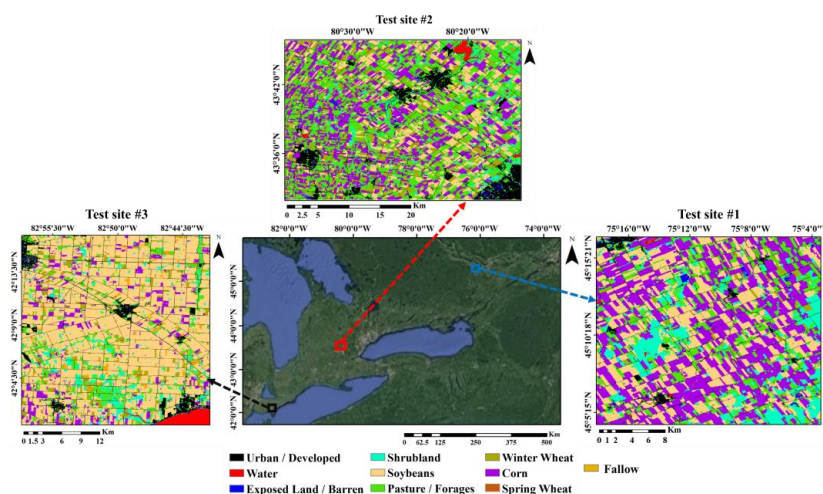 Test site #2
80°30'0"W 80°20'0"W
N
43°42'0"N
43°36'0"N
0 2.5 5 10 15 20 Km
Test site #3
82°55'30"W 82°50'0"W 82°44'30"W
N
42°13'30"N
42°9'0"N
42°4'30"N
0 1.5 3 6 9 12 Km
82°0'0"W 80°0'0"W 78°0'0"W 76°0'0"W 74°0'0"W
N
45°0'0"N
44°0'0"N
43°0'0"N
42°0'0"N
0 62.5 125 250 375 500 Km
Test site #1
75°16'0"W 75°12'0"W 75°8'0"W 75°4'0"W
N
45°15'21"N
45°10'18"N
45°5'15"N
0 1 2 4 6 8 Km
Urban / Developed Shrubland Winter Wheat
Water Soybeans Corn Fallow
Exposed Land / Barren Pasture / Forages Spring Wheat